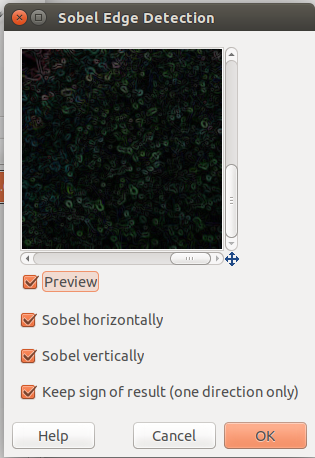 Sobel Edge Detection
Preview
Sobel horizontally
Sobel vertically
Keep sign of result (one direction only)
Help Cancel OK